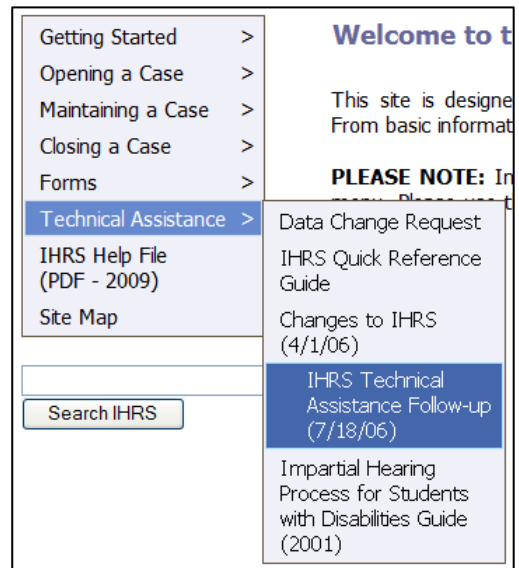 Getting Started >
Opening a Case >
Maintaining a Case >
Closing a Case >
Forms >
Technical Assistance >
IHRS Help File
(PDF - 2009)
Site Map
Search IHRS
Welcome to t
This site is designe
From basic informat
PLEASE NOTE: In
Data Change Request
IHRS Quick Reference
Guide
Changes to IHRS
(4/1/06)
IHRS Technical
Assistance Follow-up
(7/18/06)
Impartial Hearing
Process for Students
with Disabilities Guide
(2001)